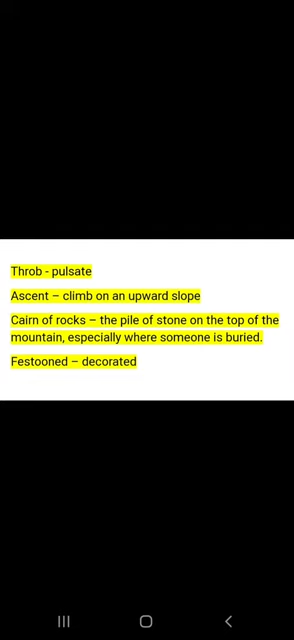 Throb - pulsate
Ascent – climb on an upward slope
Cairn of rocks – the pile of stone on the top of the
mountain, especially where someone is buried.
Festooned – decorated